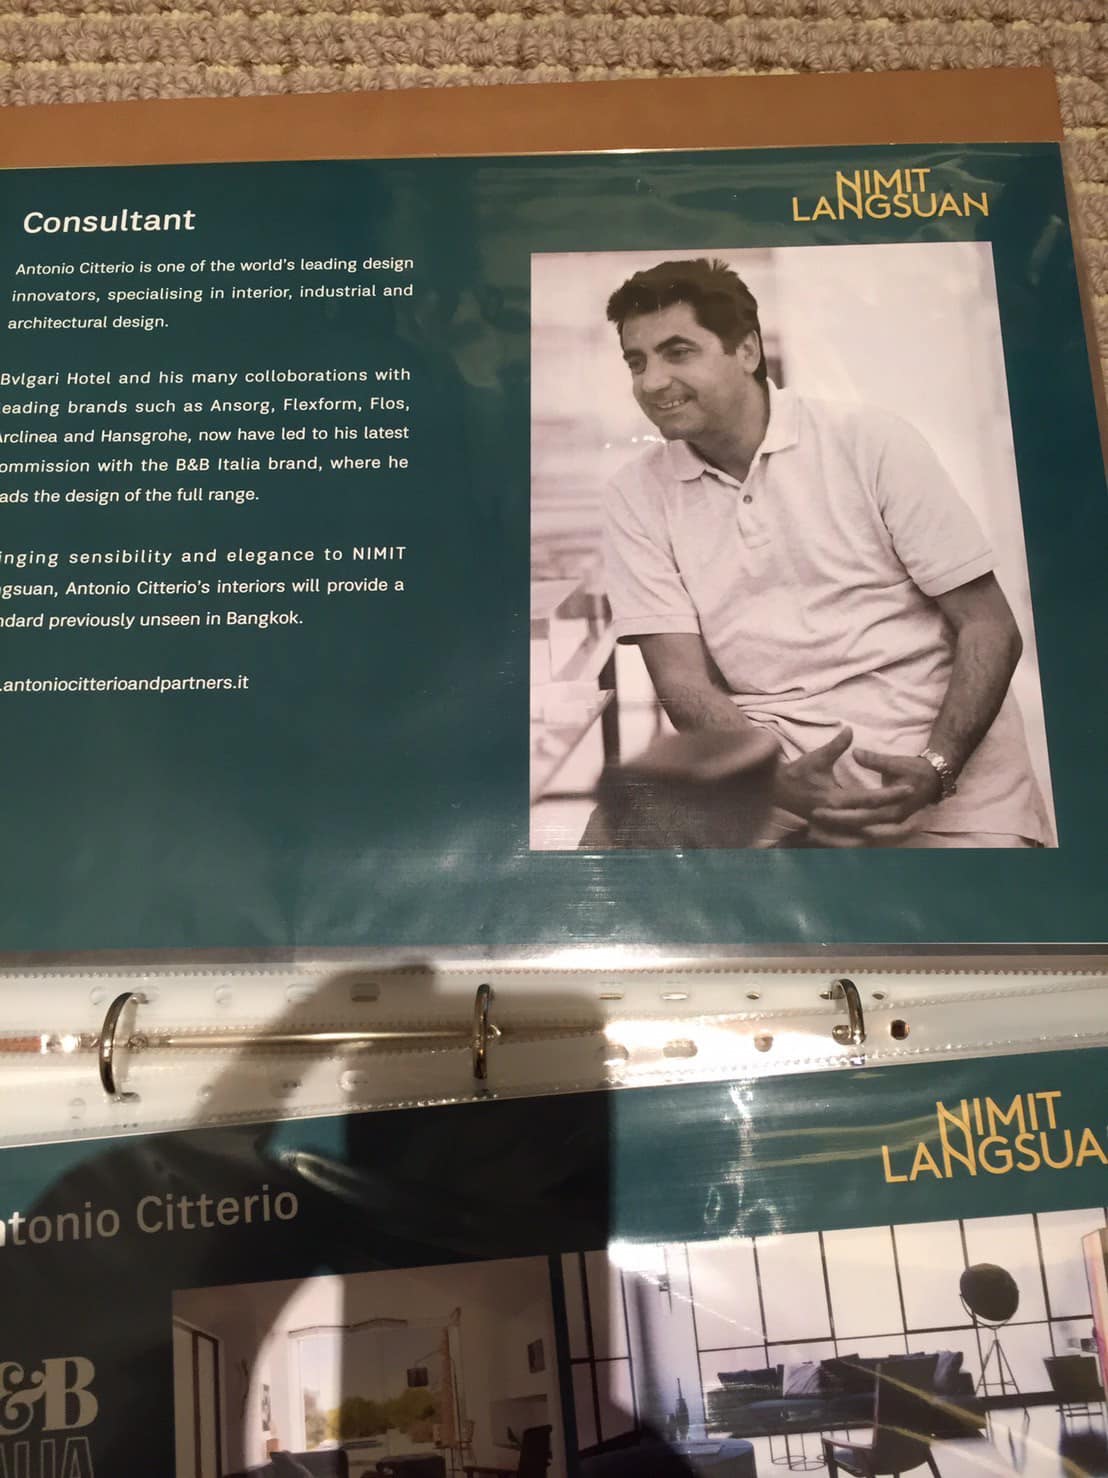 NIMIT
LANGSUAN
Consultant
Antonio Citterio is one of the world's leading design
innovators, specialising in interior, industrial and
architectural design.
Bvlgari Hotel and his many colloborations with
eading brands such as Ansorg, Flexform, Flos,
rclinea and Hansgrohe, now have led to his latest
ommission with the B&B Italia brand, where he
ads the design of the full range.
inging sensibility and elegance to NIMIT
gsuan, Antonio Citterio's interiors will provide a
ndard previously unseen in Bangkok.
.antoniocitterioandpartners.it
NIMIT
LANGSUA
ntonio Citterio
&B
ALIA